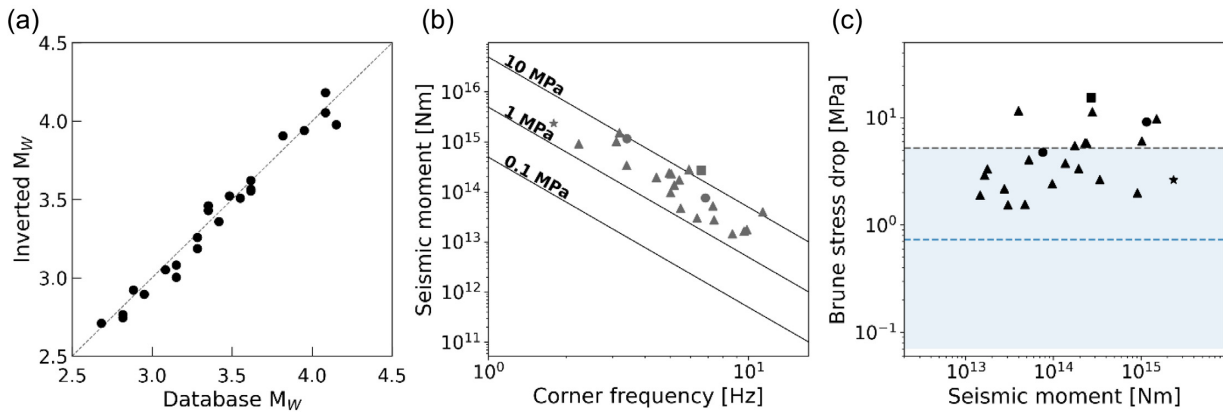 (a)
4.5
4.0
3.5
3.0
2.5
Inverted M_W
2.5 3.0 3.5 4.0 4.5
Database M_W
(b)
10^16
10^15
10^14
10^13
10^12
10^11
Seismic moment [Nm]
10 MPa
1 MPa
0.1 MPa
10^0 10^1
Corner frequency [Hz]
(c)
10^1
10^0
10^-1
Brune stress drop [MPa]
10^13 10^14 10^15
Seismic moment [Nm]